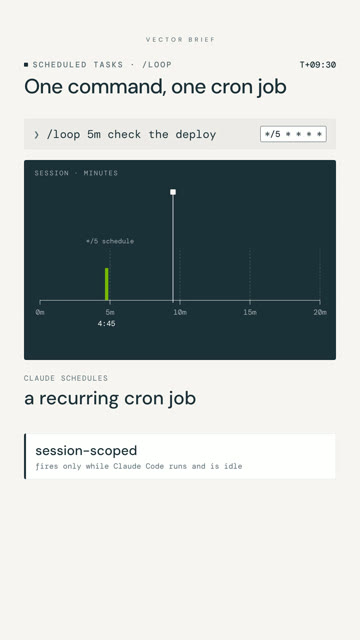 VECTOR BRIEF
SCHEDULED TASKS · /LOOP
T+09:30
One command, one cron job
❯ /loop 5m check the deploy
*/5 * * * *
SESSION · MINUTES
*/5 schedule
0m 5m 10m 15m 20m
4:45
CLAUDE SCHEDULES
a recurring cron job
session-scoped
fires only while Claude Code runs and is idle